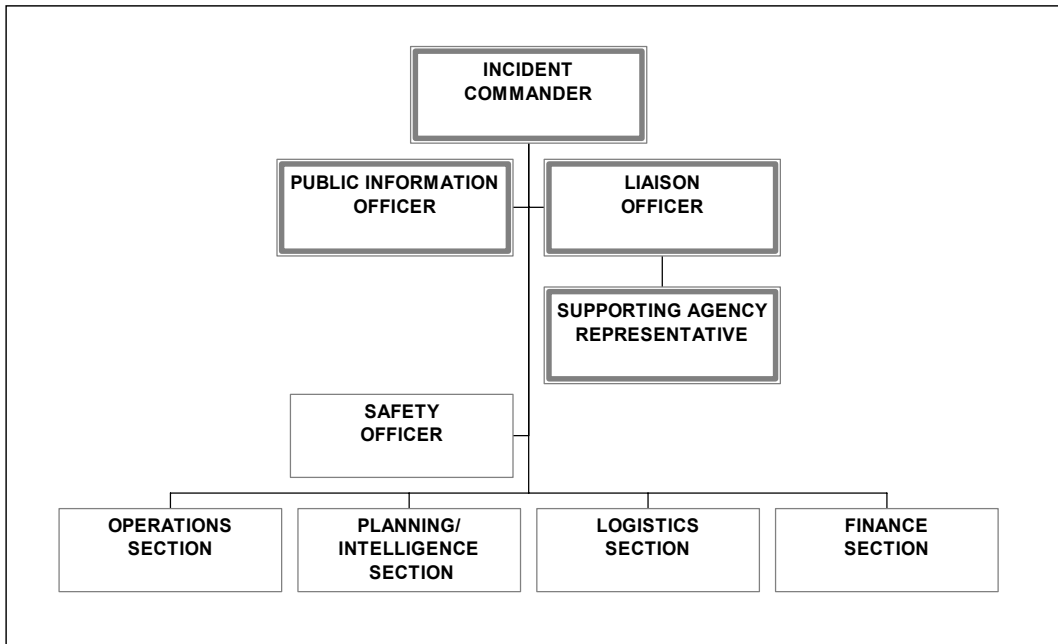 INCIDENT
COMMANDER
PUBLIC INFORMATION
OFFICER
LIAISON
OFFICER
SUPPORTING AGENCY
REPRESENTATIVE
SAFETY
OFFICER
OPERATIONS
SECTION
PLANNING/
INTELLIGENCE
SECTION
LOGISTICS
SECTION
FINANCE
SECTION